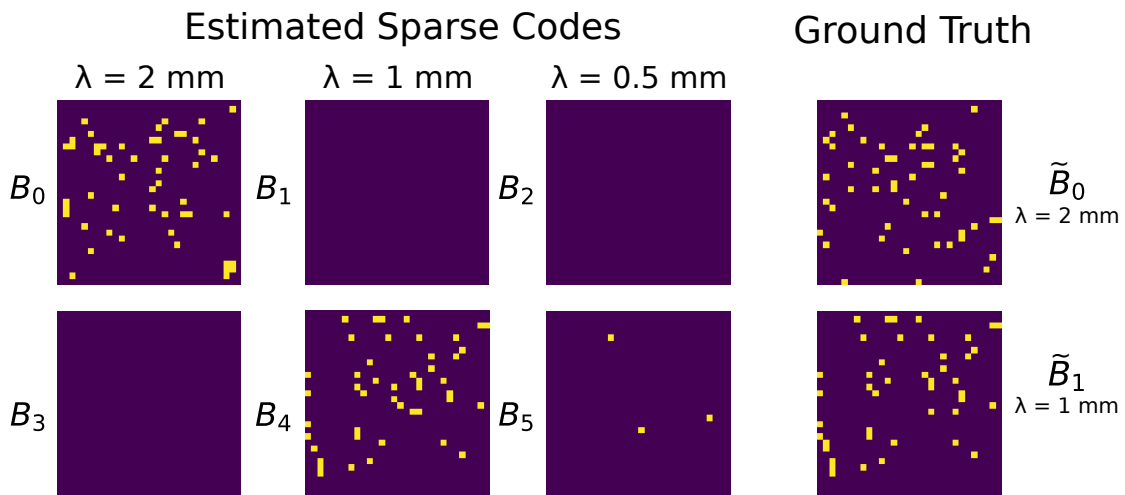 Estimated Sparse Codes
Ground Truth
λ = 2 mm
λ = 1 mm
λ = 0.5 mm
B₀
B₁
B₂
B̃₀
λ = 2 mm
B₃
B₄
B₅
B̃₁
λ = 1 mm